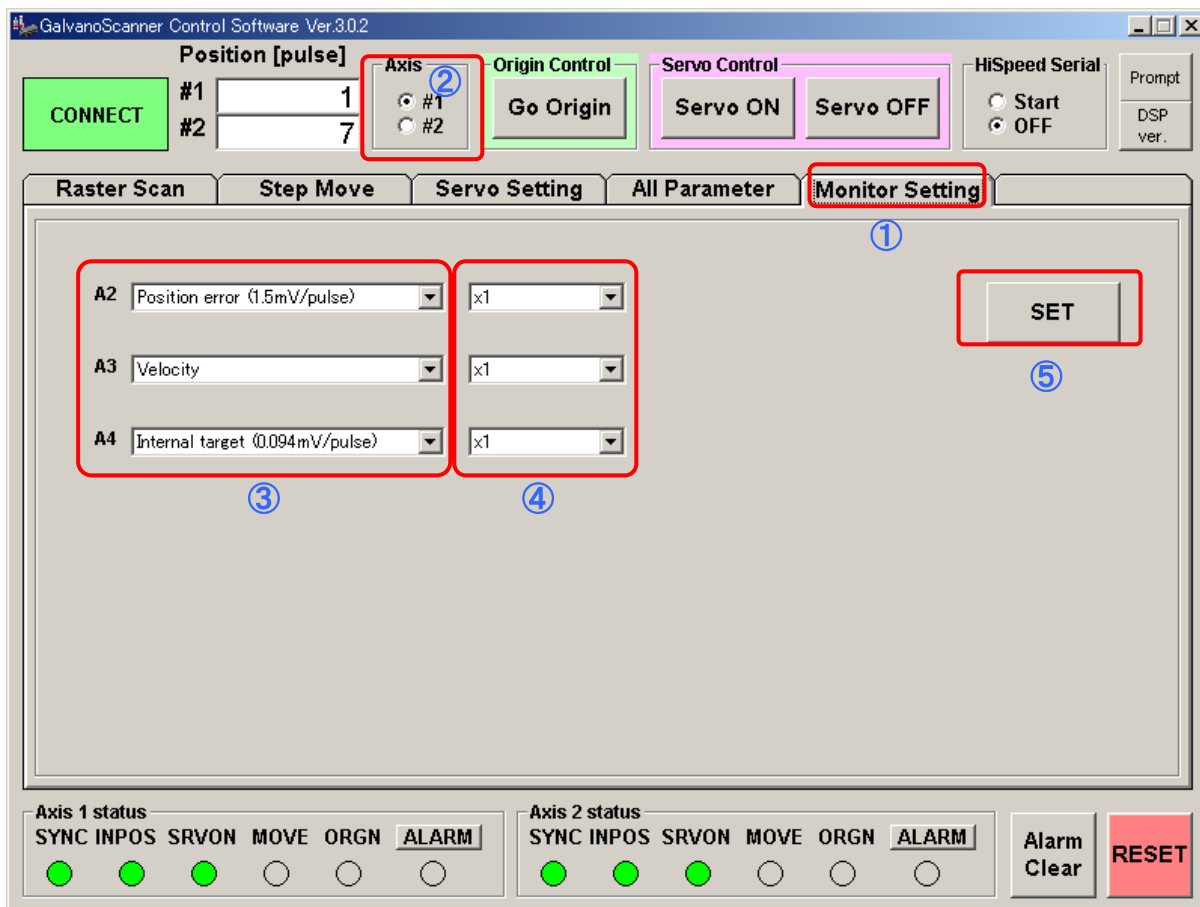 GalvanoScanner Control Software Ver.3.0.2
Position [pulse]
#1 1
#2 7
CONNECT
Axis
②
#1
#2
Origin Control
Go Origin
Servo Control
Servo ON Servo OFF
HiSpeed Serial
Start
OFF
Prompt
DSP
ver.
Raster Scan Step Move Servo Setting All Parameter Monitor Setting
①
A2 Position error (1.5mV/pulse) x1
A3 Velocity x1
A4 Internal target (0.094mV/pulse) x1
SET
⑤
③ ④
Axis 1 status
SYNC INPOS SRVON MOVE ORGN ALARM
Axis 2 status
SYNC INPOS SRVON MOVE ORGN ALARM
Alarm
Clear
RESET